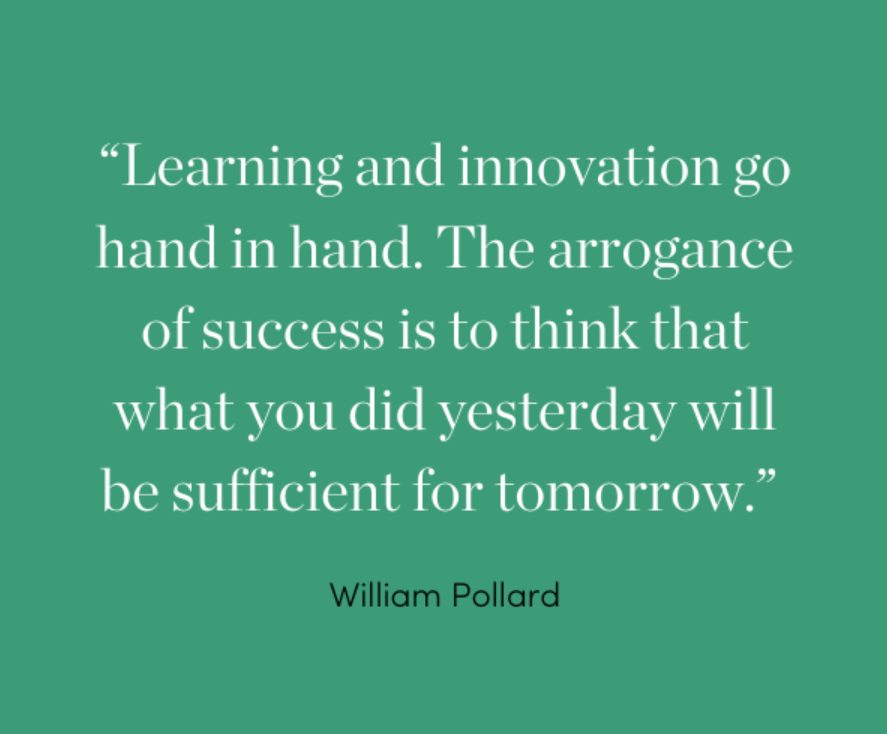 “Learning and innovation go
hand in hand. The arrogance
of success is to think that
what you did yesterday will
be sufficient for tomorrow.”
William Pollard